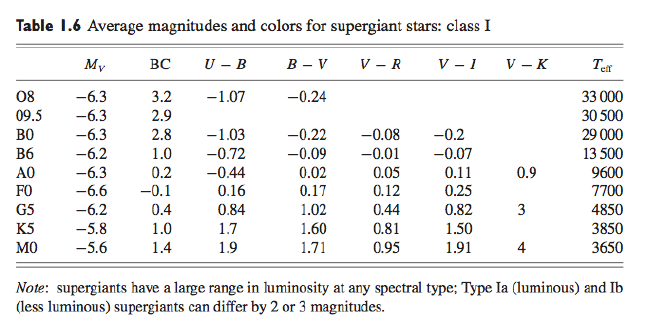 Table 1.6 Average magnitudes and colors for supergiant stars: class I
M_V BC U − B B − V V − R V − I V − K T_eff
O8 −6.3 3.2 −1.07 −0.24 33 000
09.5 −6.3 2.9 30 500
B0 −6.3 2.8 −1.03 −0.22 −0.08 −0.2 29 000
B6 −6.2 1.0 −0.72 −0.09 −0.01 −0.07 13 500
A0 −6.3 0.2 −0.44 0.02 0.05 0.11 0.9 9600
F0 −6.6 −0.1 0.16 0.17 0.12 0.25 7700
G5 −6.2 0.4 0.84 1.02 0.44 0.82 3 4850
K5 −5.8 1.0 1.7 1.60 0.81 1.50 3850
M0 −5.6 1.4 1.9 1.71 0.95 1.91 4 3650
Note: supergiants have a large range in luminosity at any spectral type; Type Ia (luminous) and Ib
(less luminous) supergiants can differ by 2 or 3 magnitudes.